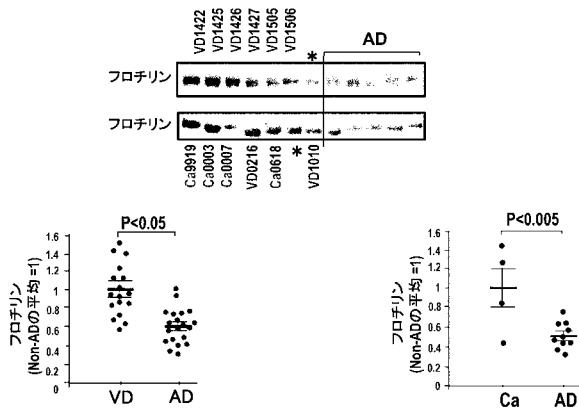 VD1422
VD1425
VD1426
VD1427
VD1505
VD1506
*
AD
フロチリン
フロチリン
Ca9919
Ca0003
Ca0007
VD0216
Ca0618
*
VD1010
P<0.05
フロチリン
(Non-ADの平均=1)
1.6
1.4
1.2
1
0.8
0.6
0.4
0.2
0
VD
AD
P<0.005
フロチリン
(Non-ADの平均=1)
1.6
1.4
1.2
1
0.8
0.6
0.4
0.2
0
Ca
AD